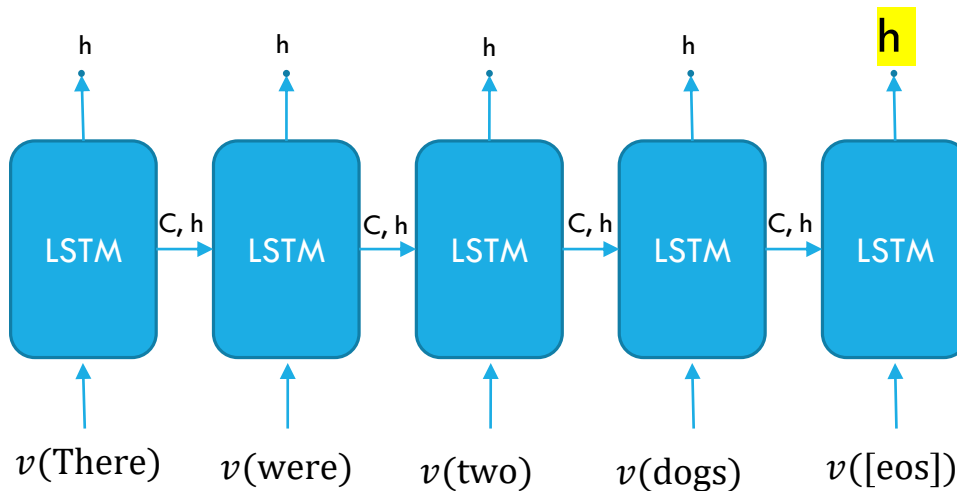 h h h h h
LSTM C, h LSTM C, h LSTM C, h LSTM C, h LSTM
v(There) v(were) v(two) v(dogs) v([eos])